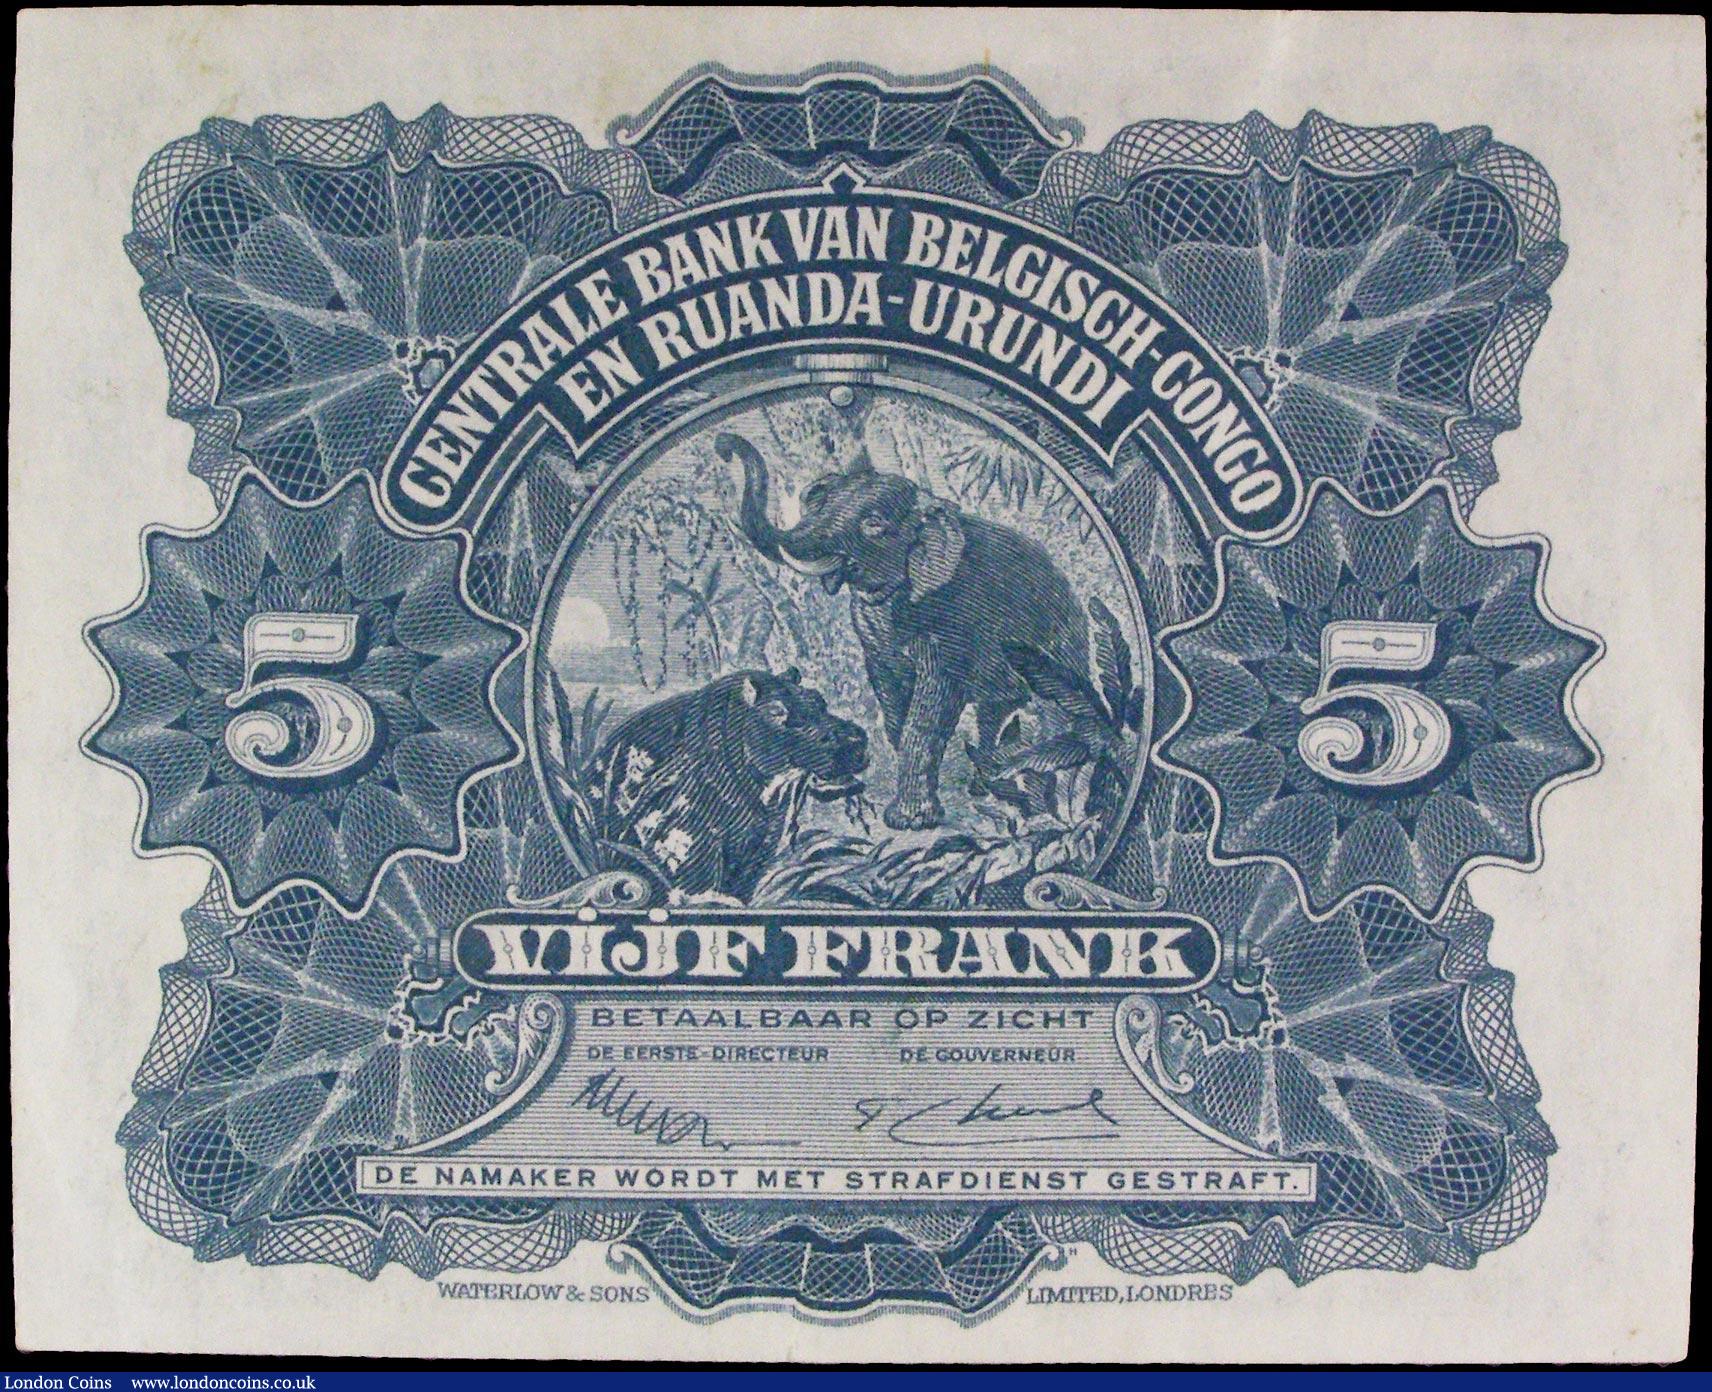 CENTRALE BANK VAN BELGISCH-CONGO
EN RUANDA-URUNDI
5 5
VIJF FRANK
BETAALBAAR OP ZICHT
DE EERSTE-DIRECTEUR DE GOUVERNEUR
DE NAMAKER WORDT MET STRAFDIENST GESTRAFT.
WATERLOW & SONS LIMITED, LONDRES
London Coins www.londoncoins.co.uk